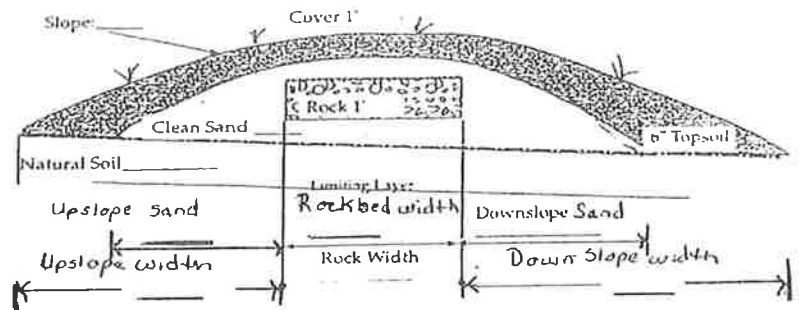 Cover 1'
Slope:
Rock 1'
Clean Sand
6" Topsoil
Natural Soil
Limiting Layer
Upslope Sand
Rockbed width
Downslope Sand
Upslope width
Rock Width
Down Slope width